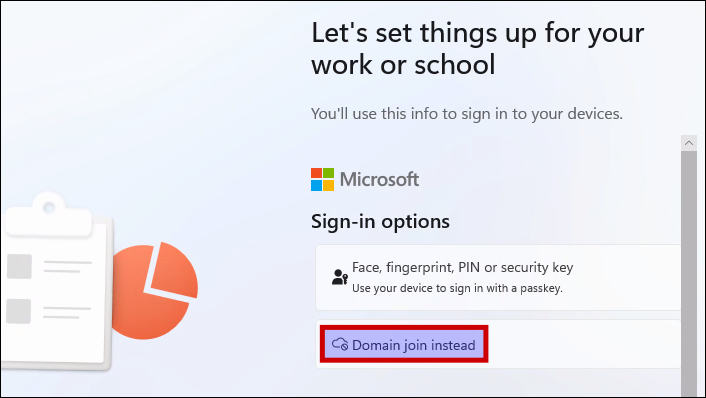 Let's set things up for your
work or school
You'll use this info to sign in to your devices.
Microsoft
Sign-in options
Face, fingerprint, PIN or security key
Use your device to sign in with a passkey.
Domain join instead